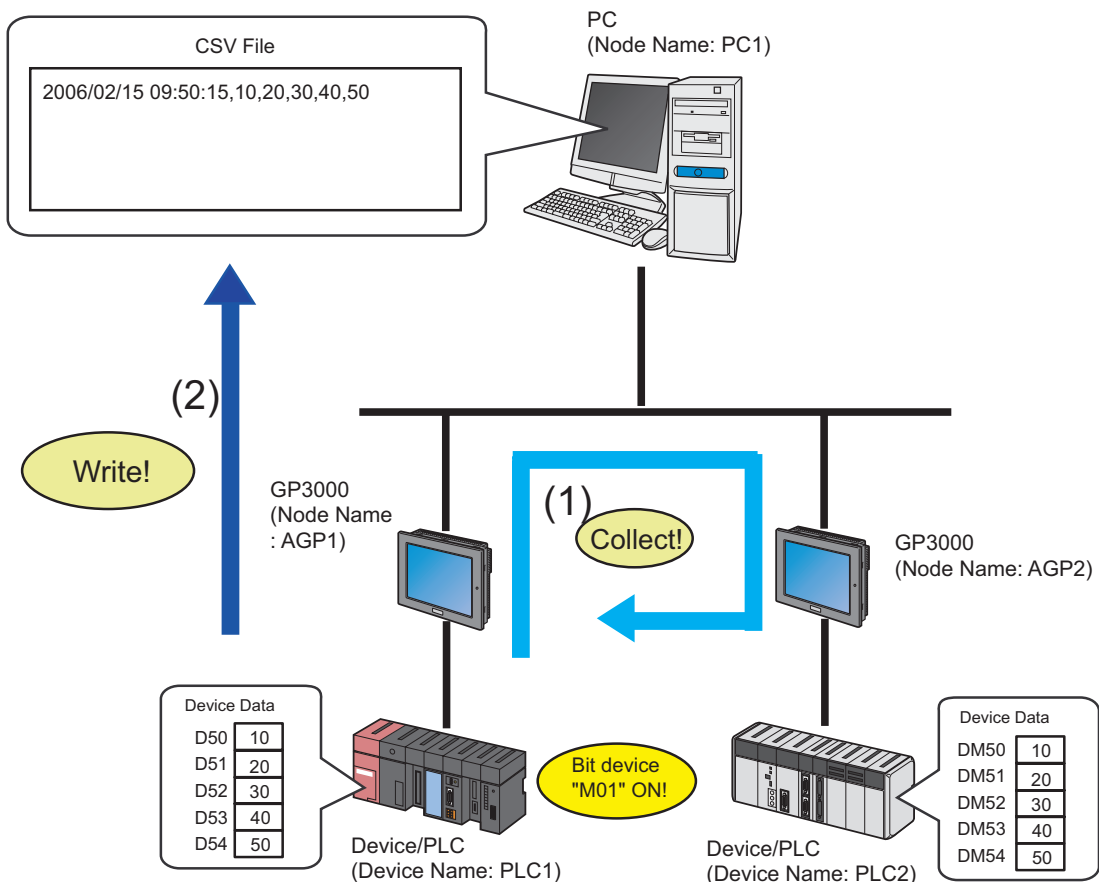 PC
(Node Name: PC1)
CSV File
2006/02/15 09:50:15,10,20,30,40,50
(2)
Write!
GP3000
(Node Name
: AGP1)
(1)
Collect!
GP3000
(Node Name: AGP2)
Device Data
D50 10
D51 20
D52 30
D53 40
D54 50
Bit device
"M01" ON!
Device/PLC
(Device Name: PLC1)
Device/PLC
(Device Name: PLC2)
Device Data
DM50 10
DM51 20
DM52 30
DM53 40
DM54 50